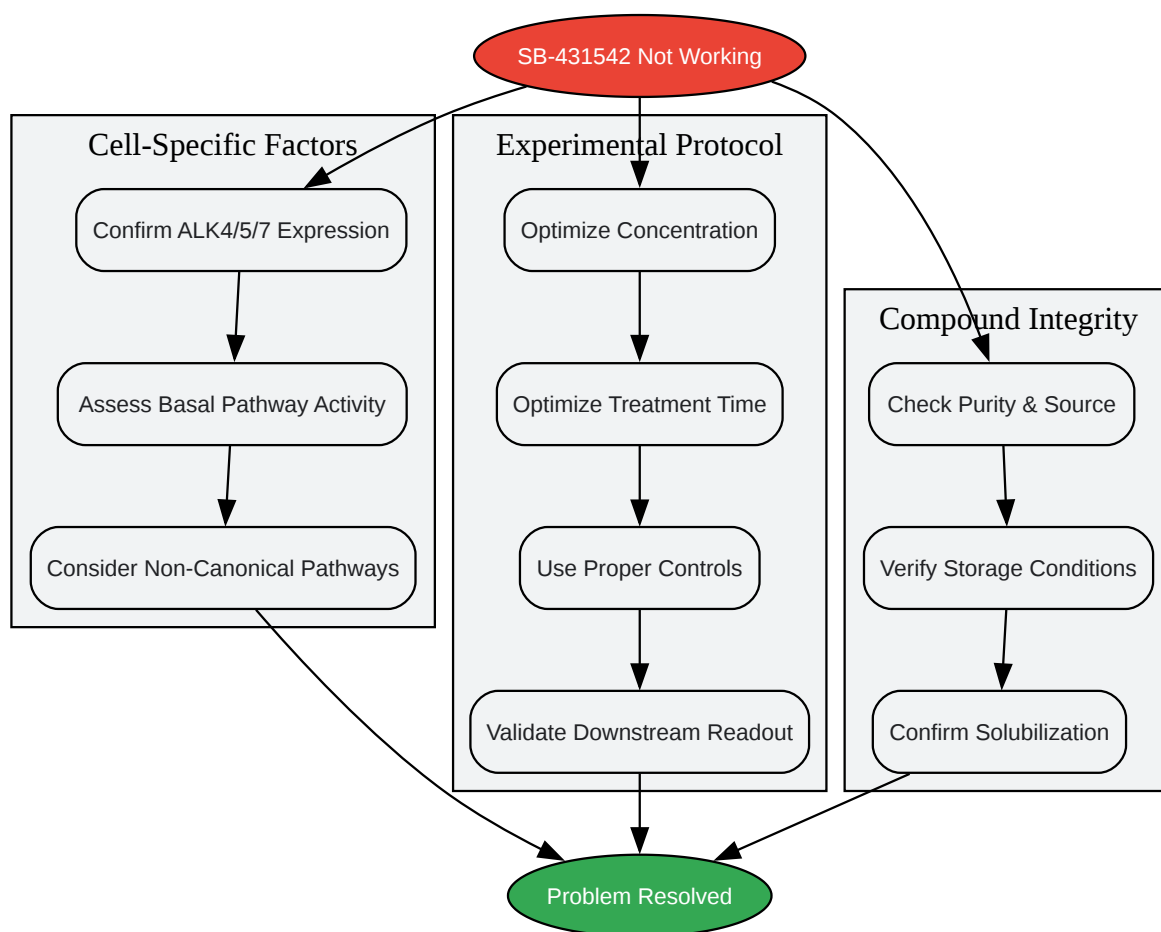 SB-431542 Not Working
Cell-Specific Factors
Confirm ALK4/5/7 Expression
Assess Basal Pathway Activity
Consider Non-Canonical Pathways
Experimental Protocol
Optimize Concentration
Optimize Treatment Time
Use Proper Controls
Validate Downstream Readout
Compound Integrity
Check Purity & Source
Verify Storage Conditions
Confirm Solubilization
Problem Resolved